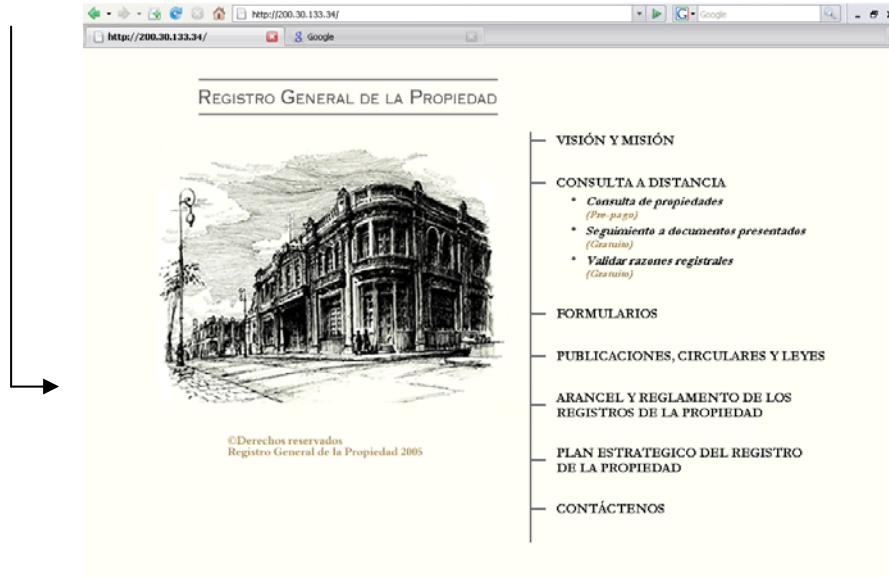 http://200.30.133.34/
Google
http://200.30.133.34/
Google
REGISTRO GENERAL DE LA PROPIEDAD
VISIÓN Y MISIÓN
CONSULTA A DISTANCIA
* Consulta de propiedades
(Pre-pago)
* Seguimiento a documentos presentados
(Gratuito)
* Validar razones registrales
(Gratuito)
FORMULARIOS
PUBLICACIONES, CIRCULARES Y LEYES
ARANCEL Y REGLAMENTO DE LOS
REGISTROS DE LA PROPIEDAD
PLAN ESTRATEGICO DEL REGISTRO
DE LA PROPIEDAD
CONTÁCTENOS
©Derechos reservados
Registro General de la Propiedad 2005